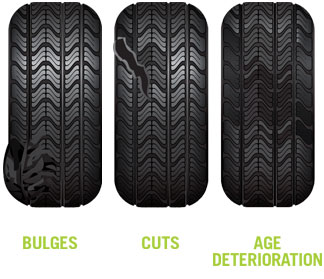 BULGES
CUTS
AGE
DETERIORATION